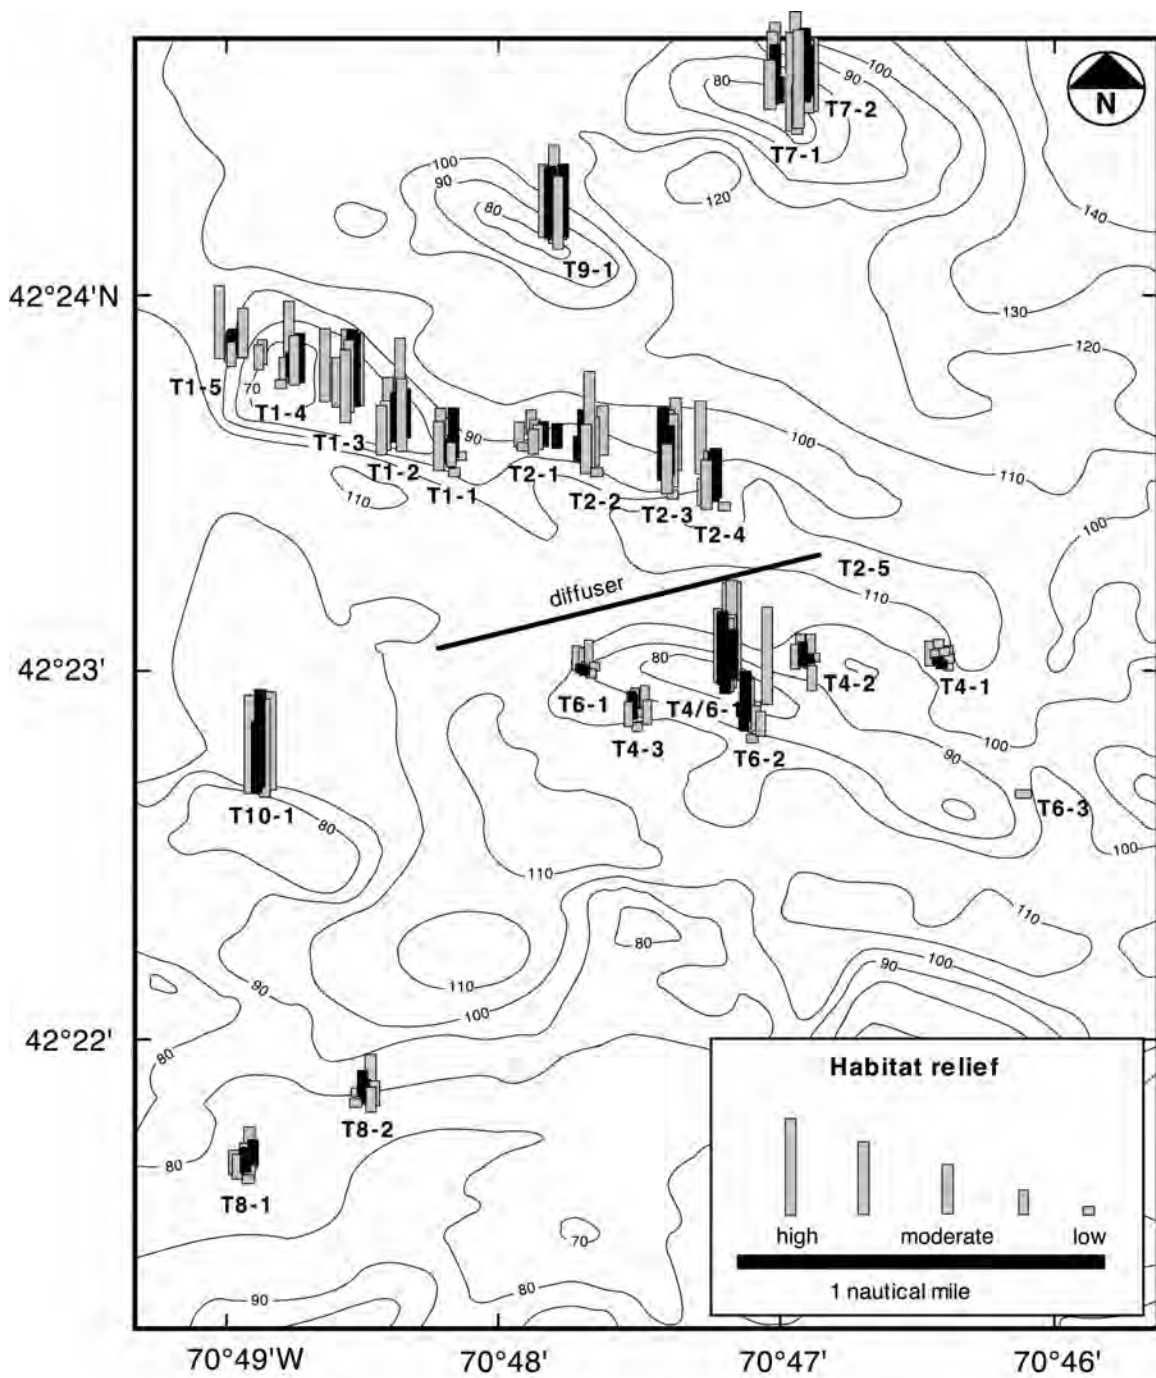 100
90
80
N
T7-2
T7-1
100
90
80
120
140
T9-1
42°24'N
130
120
T1-5
70
T1-4
T1-3
90
100
T1-2
T2-1
110
110
T1-1
T2-2
100
T2-3
T2-4
diffuser
T2-5
110
42°23'
80
T4-2
T4-1
T6-1
T4/6-1
100
T4-3
T6-2
90
T10-1
80
T6-3
100
110
110
80
100
90
90
110
100
42°22'
80
Habitat relief
T8-2
80
T8-1
high moderate low
70
1 nautical mile
80
90
70°49'W 70°48' 70°47' 70°46'